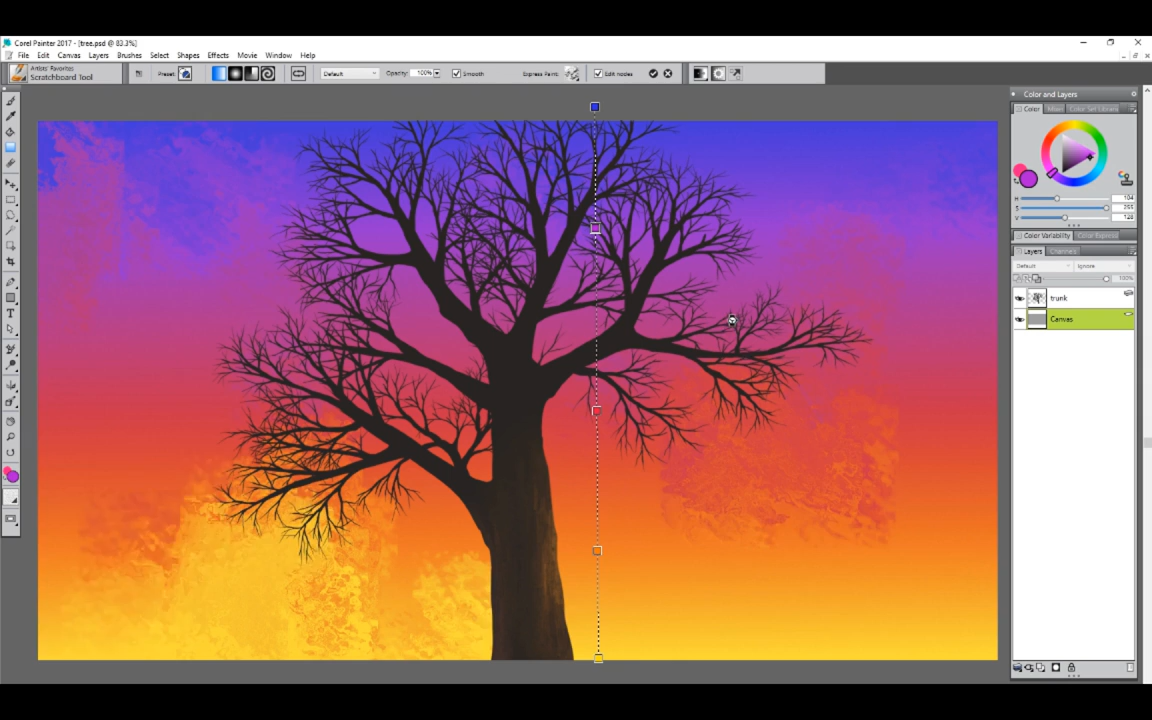 Corel Painter 2017 - [tree.psd @ 83.3%]
File Edit Canvas Layers Brushes Select Shapes Effects Movie Window Help
Artists' Favorites
Scratchboard Tool
Preset: Default Opacity: 100% Smooth Express Paint: Edit nodes
Color and Layers
Color Mixer Color Set Libraries
H 104
S 255
V 128
Color Variability Color Express
Layers Channels
Default Ignore
100%
trunk
Canvas
T